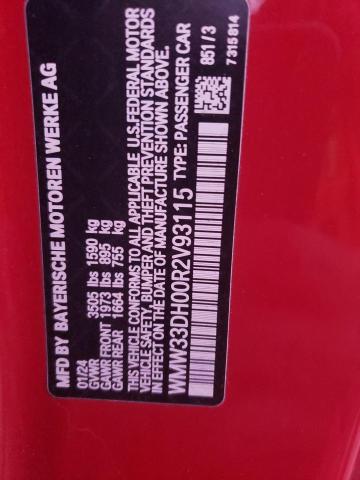 MFD BY BAYERISCHE MOTOREN WERKE AG
01/24
GVWR 3505 lbs 1590 kg
GAWR FRONT 1973 lbs 895 kg
GAWR REAR 1664 lbs 755 kg
THIS VEHICLE CONFORMS TO ALL APPLICABLE U.S. FEDERAL MOTOR
VEHICLE SAFETY, BUMPER AND THEFT PREVENTION STANDARDS
IN EFFECT ON THE DATE OF MANUFACTURE SHOWN ABOVE.
WMW33DH00R2V93115 TYPE: PASSENGER CAR
851/3
7 315 814